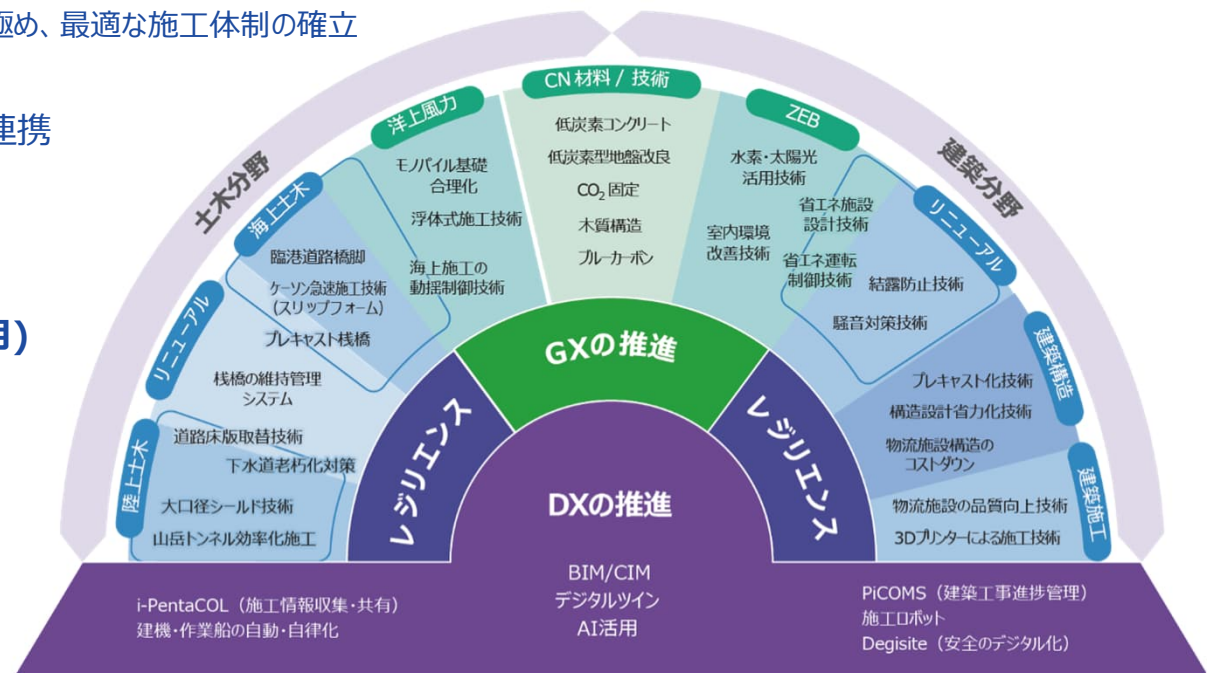 極め、最適な施工体制の確立
連携
用)
土木分野
建築分野
CN材料 / 技術
低炭素コンクリート
低炭素型地盤改良
CO2 固定
木質構造
ブルーカーボン
洋上風力
モノパイル基礎
合理化
浮体式施工技術
海上施工の
動揺制御技術
海上土木
臨港道路橋脚
ケーソン急速施工技術
(スリップフォーム)
プレキャスト桟橋
リニューアル
桟橋の維持管理
システム
道路床版取替技術
下水道老朽化対策
陸上土木
大口径シールド技術
山岳トンネル効率化施工
ZEB
水素・太陽光
活用技術
省エネ施設
設計技術
室内環境
改善技術
省エネ運転
制御技術
リニューアル
結露防止技術
騒音対策技術
建築構造
プレキャスト化技術
構造設計省力化技術
物流施設構造の
コストダウン
建築施工
物流施設の品質向上技術
3Dプリンターによる施工技術
GXの推進
レジリエンス
レジリエンス
DXの推進
BIM/CIM
デジタルツイン
AI活用
i-PentaCOL（施工情報収集・共有）
建機・作業船の自動・自律化
PiCOMS（建築工事進捗管理）
施工ロボット
Degisite（安全のデジタル化）